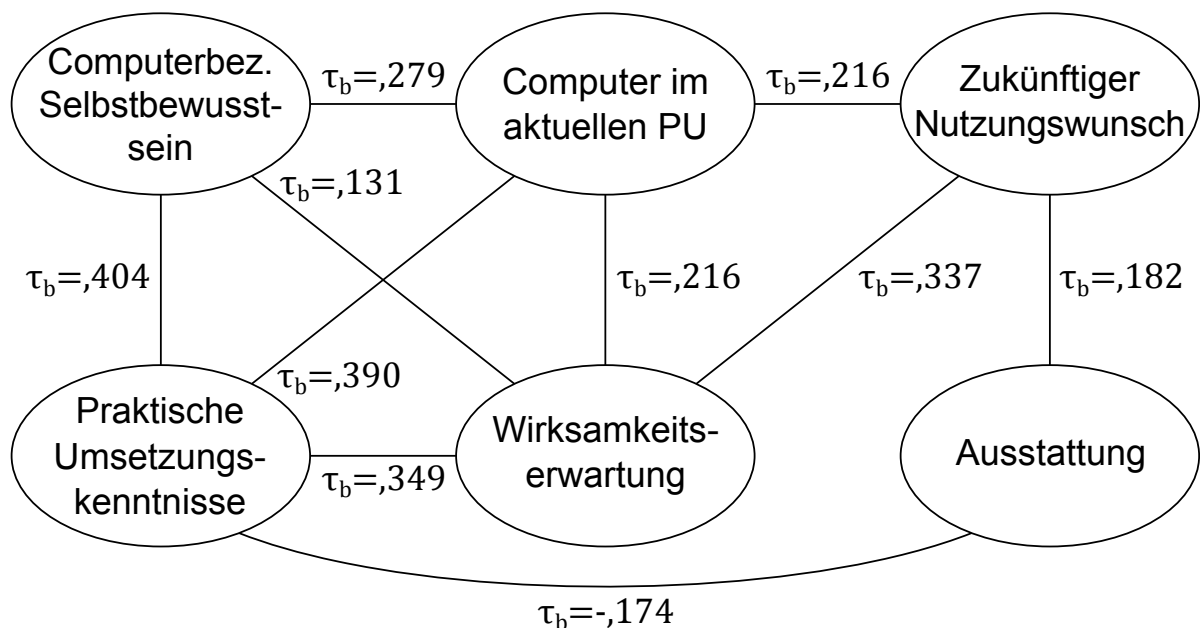 Computerbez.
Selbstbewusst-
sein
τb=,279
Computer im
aktuellen PU
τb=,216
Zukünftiger
Nutzungswunsch
τb=,131
τb=,404
τb=,216
τb=,337
τb=,182
τb=,390
Praktische
Umsetzungs-
kenntnisse
τb=,349
Wirksamkeits-
erwartung
Ausstattung
τb=-,174